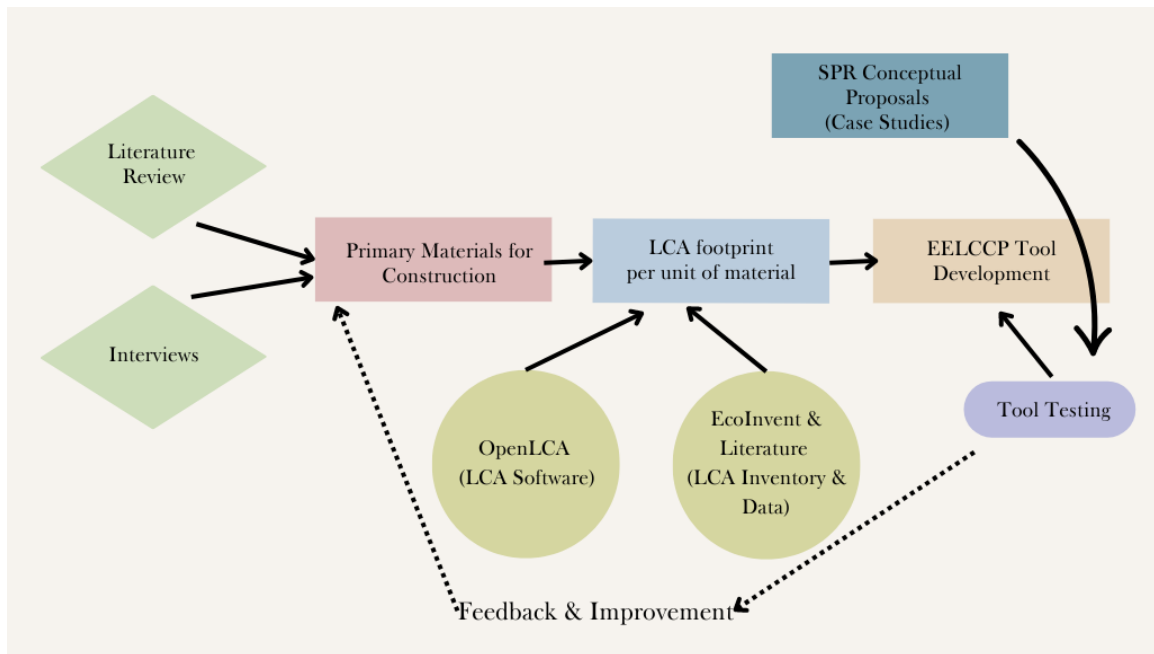 SPR Conceptual
Proposals
(Case Studies)
Literature
Review
Primary Materials for
Construction
LCA footprint
per unit of material
EELCCP Tool
Development
Interviews
Tool Testing
OpenLCA
(LCA Software)
EcoInvent &
Literature
(LCA Inventory &
Data)
Feedback & Improvement